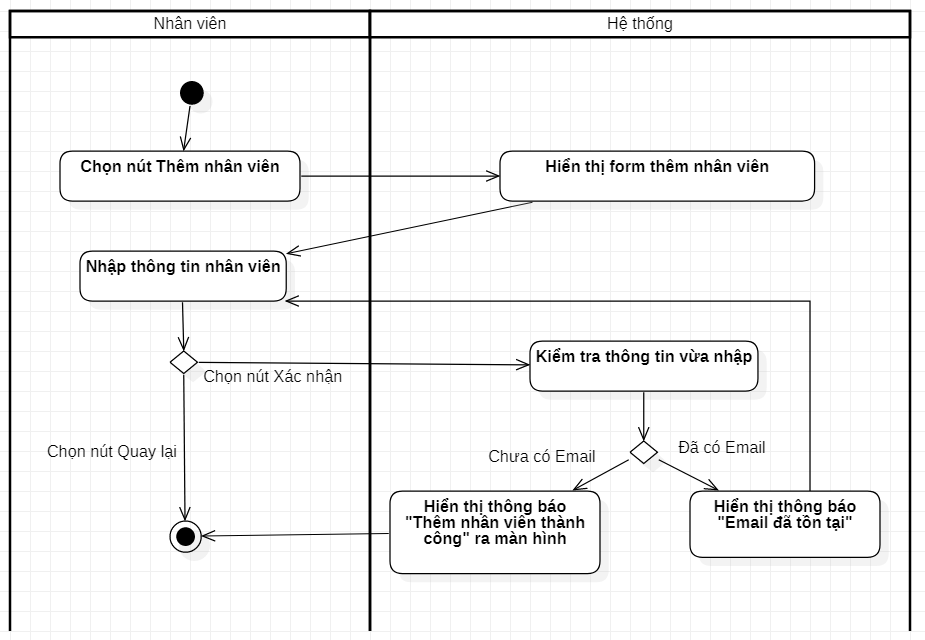 Nhân viên
Hệ thống
Chọn nút Thêm nhân viên
Hiển thị form thêm nhân viên
Nhập thông tin nhân viên
Kiểm tra thông tin vừa nhập
Chọn nút Xác nhận
Chọn nút Quay lại
Chưa có Email
Đã có Email
Hiển thị thông báo
"Thêm nhân viên thành
công" ra màn hình
Hiển thị thông báo
"Email đã tồn tại"